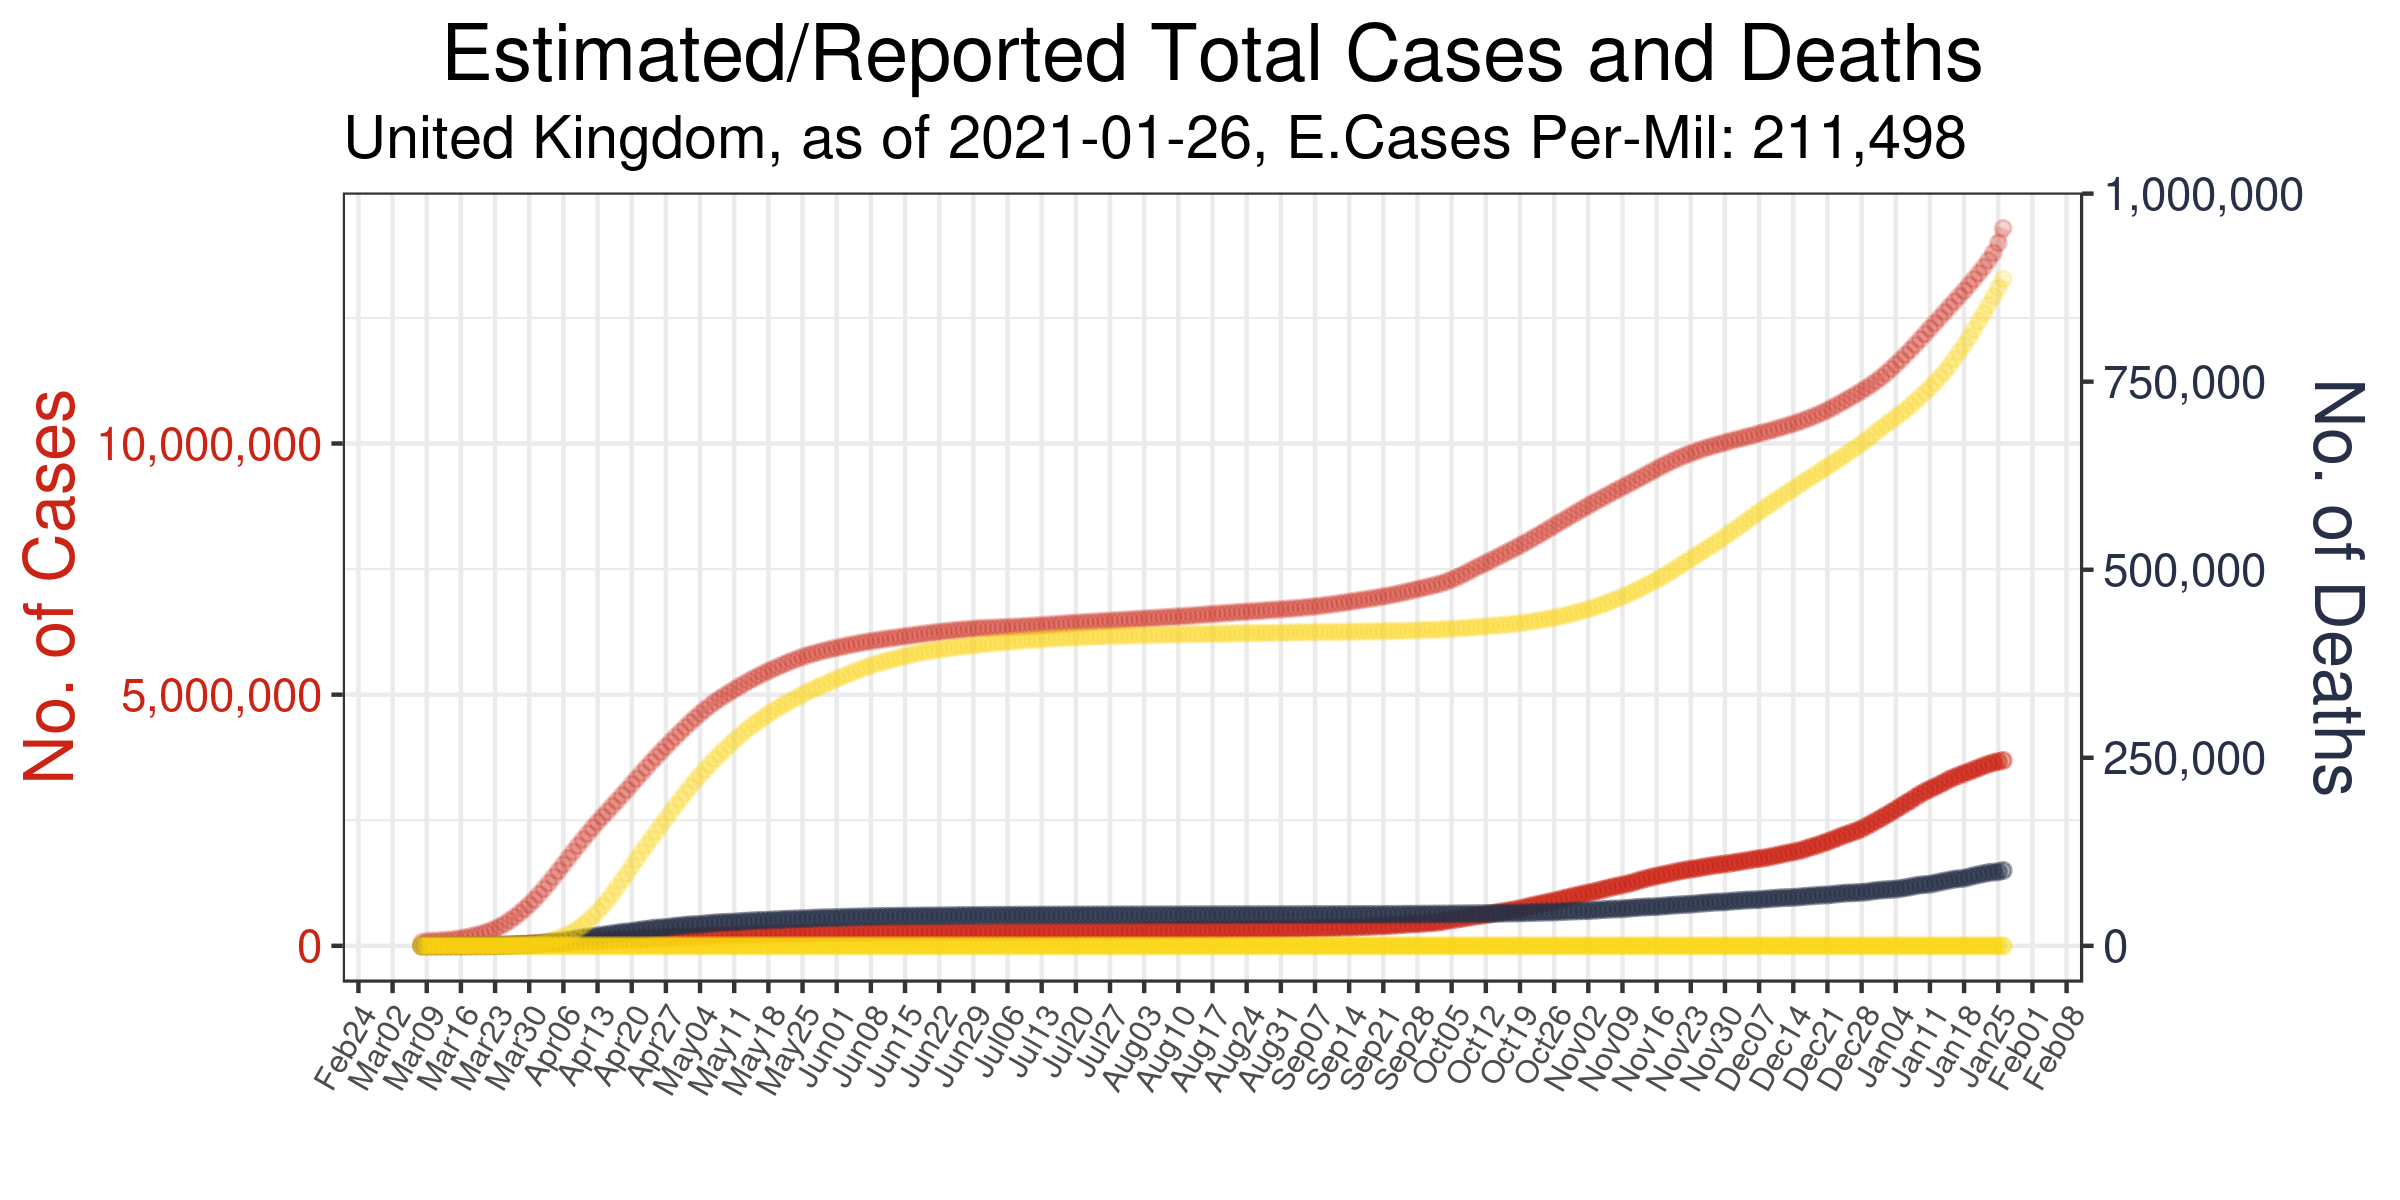 Estimated/Reported Total Cases and Deaths
United Kingdom, as of 2021-01-26, E.Cases Per-Mil: 211,498
No. of Cases
10,000,000
5,000,000
0
1,000,000
750,000
500,000
250,000
0
No. of Deaths
Feb24
Mar02
Mar09
Mar16
Mar23
Mar30
Apr06
Apr13
Apr20
Apr27
May04
May11
May18
May25
Jun01
Jun08
Jun15
Jun22
Jun29
Jul06
Jul13
Jul20
Jul27
Aug03
Aug10
Aug17
Aug24
Aug31
Sep07
Sep14
Sep21
Sep28
Oct05
Oct12
Oct19
Oct26
Nov02
Nov09
Nov16
Nov23
Nov30
Dec07
Dec14
Dec21
Dec28
Jan04
Jan11
Jan18
Jan25
Feb01
Feb08